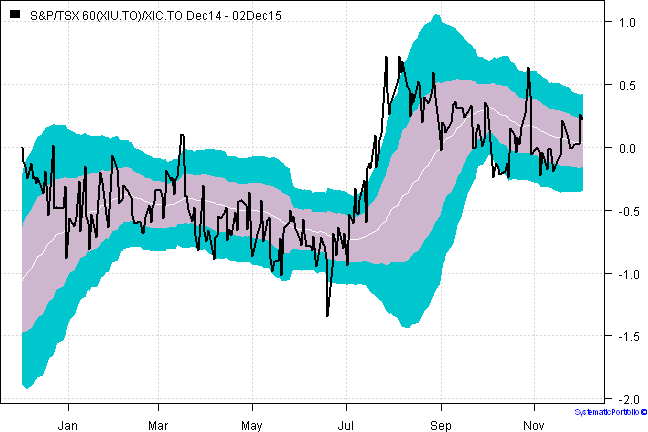 S&P/TSX 60(XIU.TO)/XIC.TO Dec14 - 02Dec15
1.0
0.5
0.0
-0.5
-1.0
-1.5
-2.0
Jan Mar May Jul Sep Nov
SystematicPortfolio ©